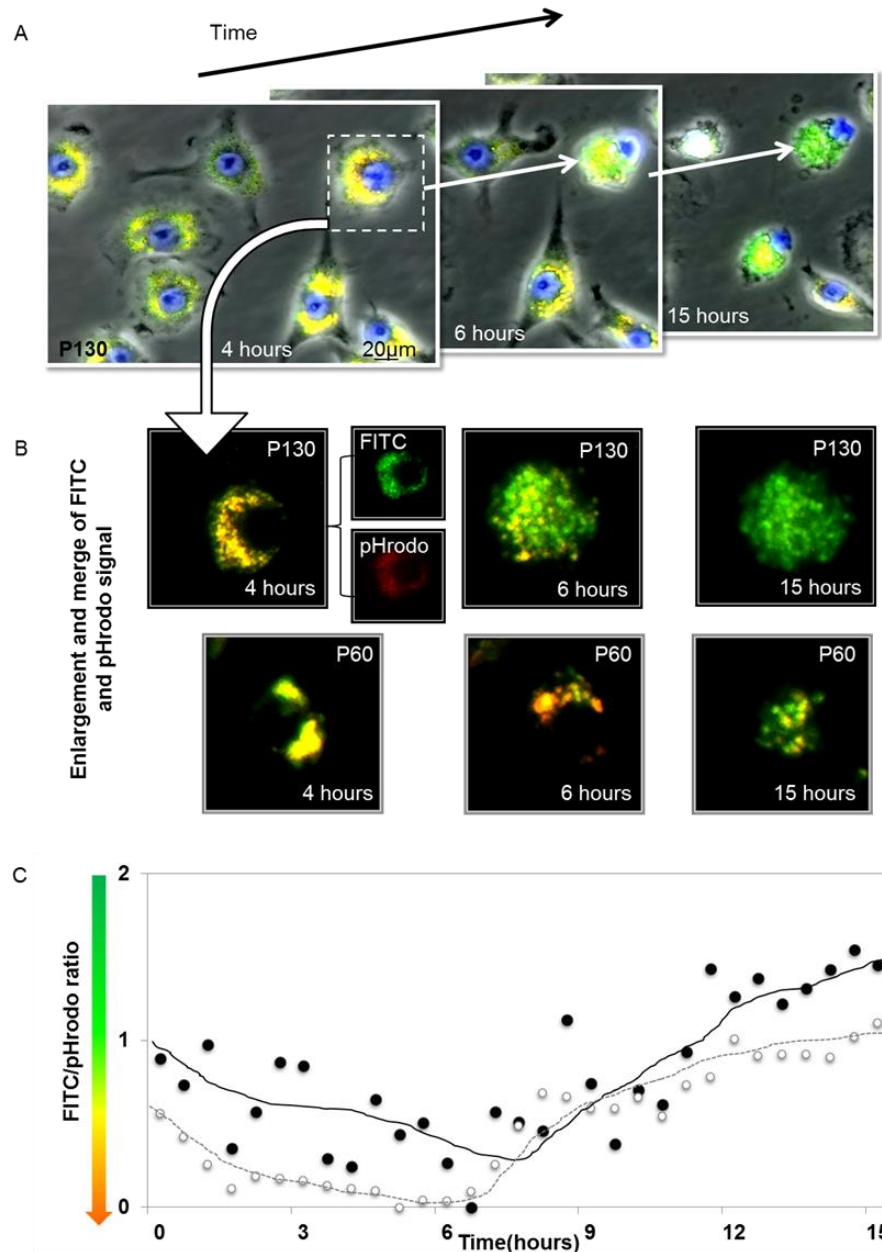 A
Time
P130
4 hours
20µm
6 hours
15 hours
B
Enlargement and merge of FITC
and pHrodo signal
P130
4 hours
FITC
pHrodo
P130
6 hours
P130
15 hours
P60
4 hours
P60
6 hours
P60
15 hours
C
FITC/pHrodo ratio
2
1
0
0
3
6
9
12
15
Time(hours)